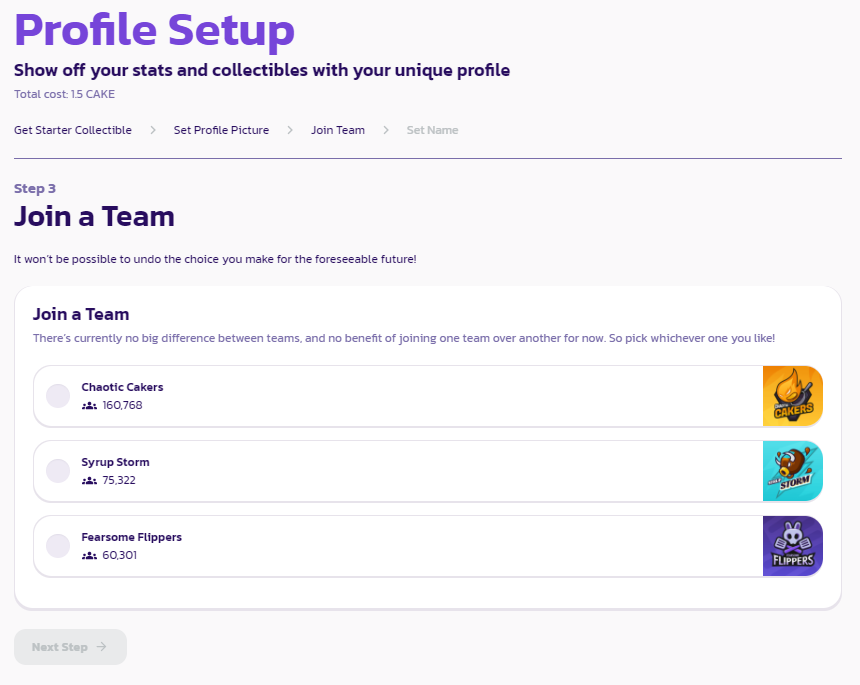 Profile Setup
Show off your stats and collectibles with your unique profile
Total cost: 1.5 CAKE
Get Starter Collectible > Set Profile Picture > Join Team > Set Name
Step 3
Join a Team
It won't be possible to undo the choice you make for the foreseeable future!
Join a Team
There's currently no big difference between teams, and no benefit of joining one team over another for now. So pick whichever one you like!
Chaotic Cakers
160,768
CHAOTIC
CAKERS
Syrup Storm
75,322
SYRUP
STORM
Fearsome Flippers
60,301
FLIPPERS
Next Step →